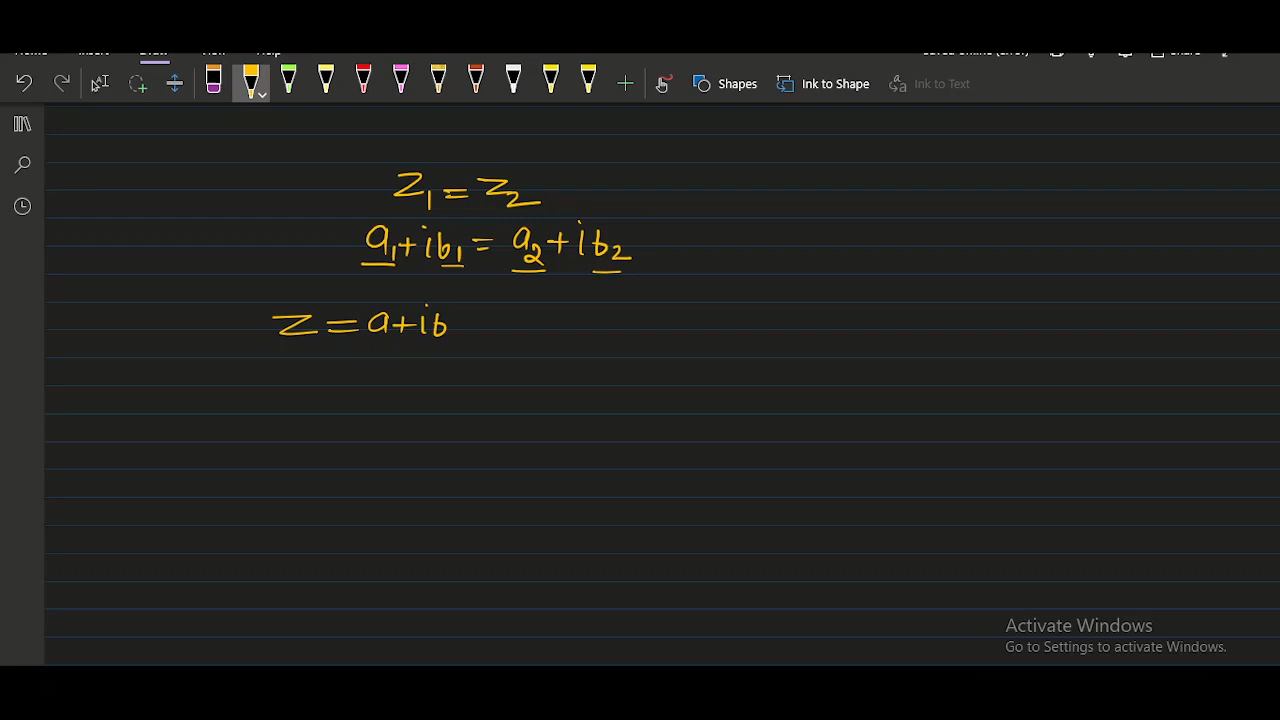 Shapes Ink to Shape Ink to Text
Z₁ = Z₂
a₁+ib₁ = a₂+ib₂
Z = a+ib
Activate Windows
Go to Settings to activate Windows.